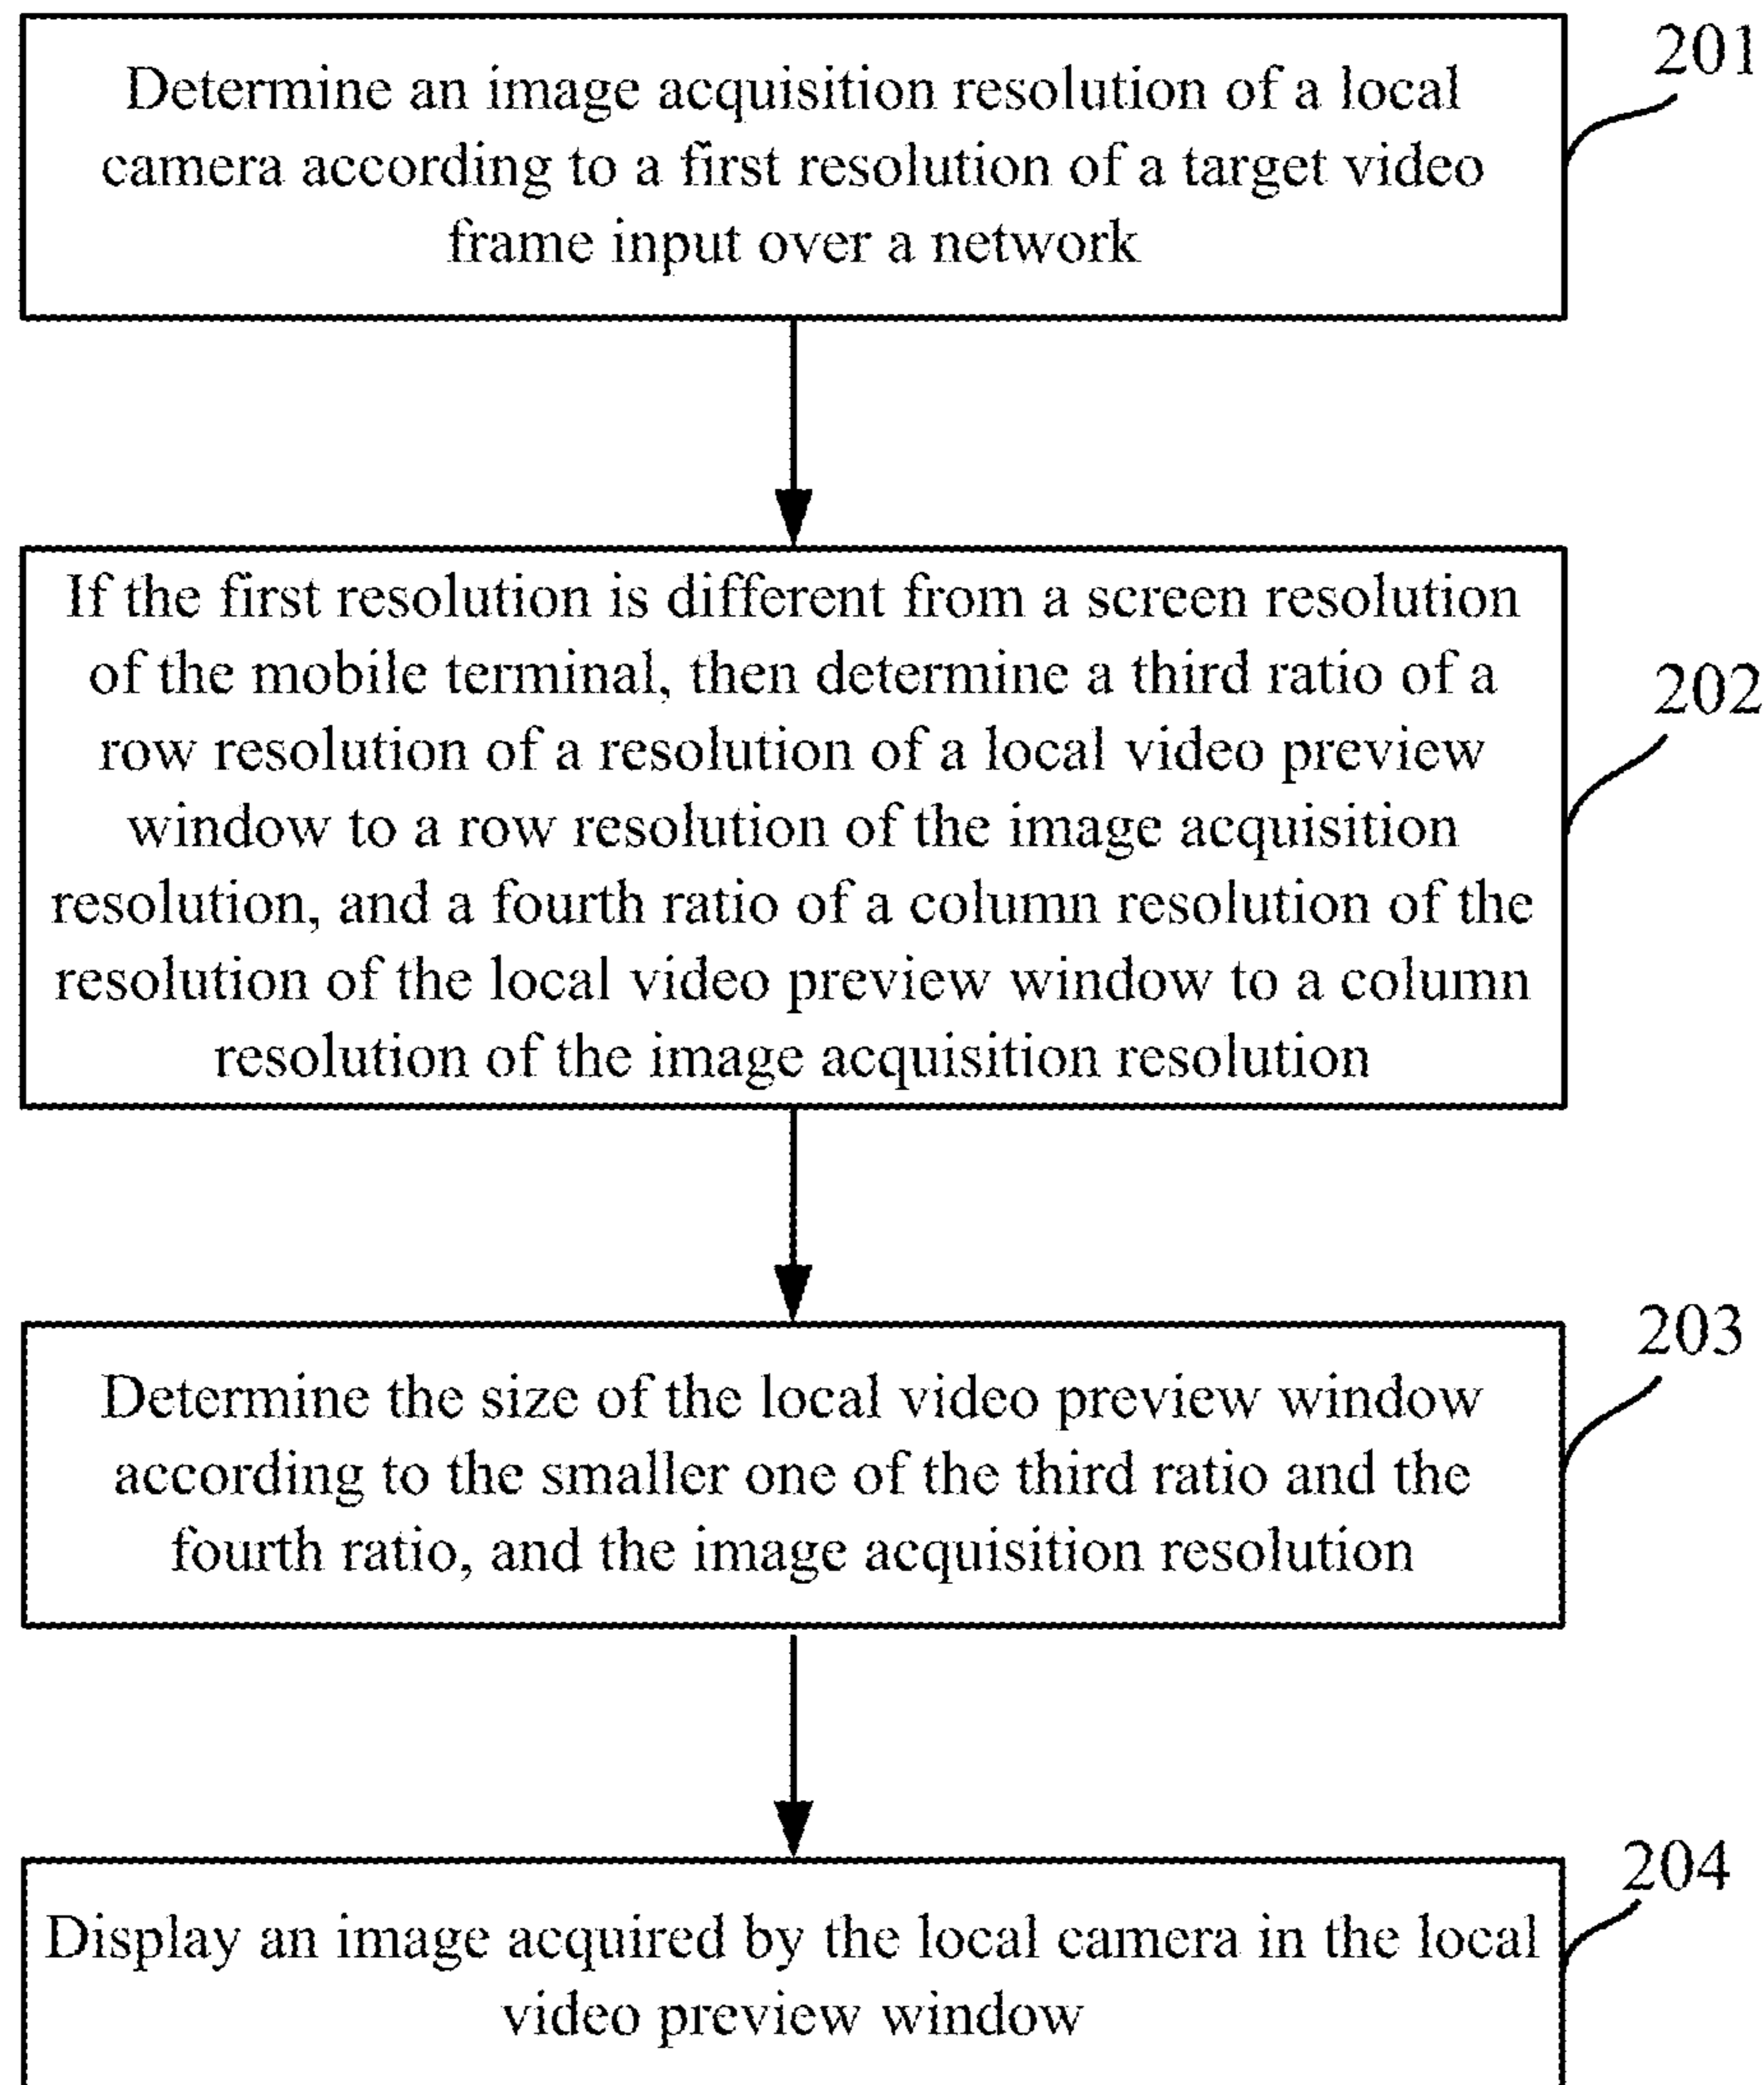 201
Determine an image acquisition resolution of a local
camera according to a first resolution of a target video
frame input over a network
If the first resolution is different from a screen resolution
of the mobile terminal, then determine a third ratio of a
row resolution of a resolution of a local video preview
window to a row resolution of the image acquisition
resolution, and a fourth ratio of a column resolution of the
resolution of the local video preview window to a column
resolution of the image acquisition resolution
202
Determine the size of the local video preview window
according to the smaller one of the third ratio and the
fourth ratio, and the image acquisition resolution
203
Display an image acquired by the local camera in the local
video preview window
204